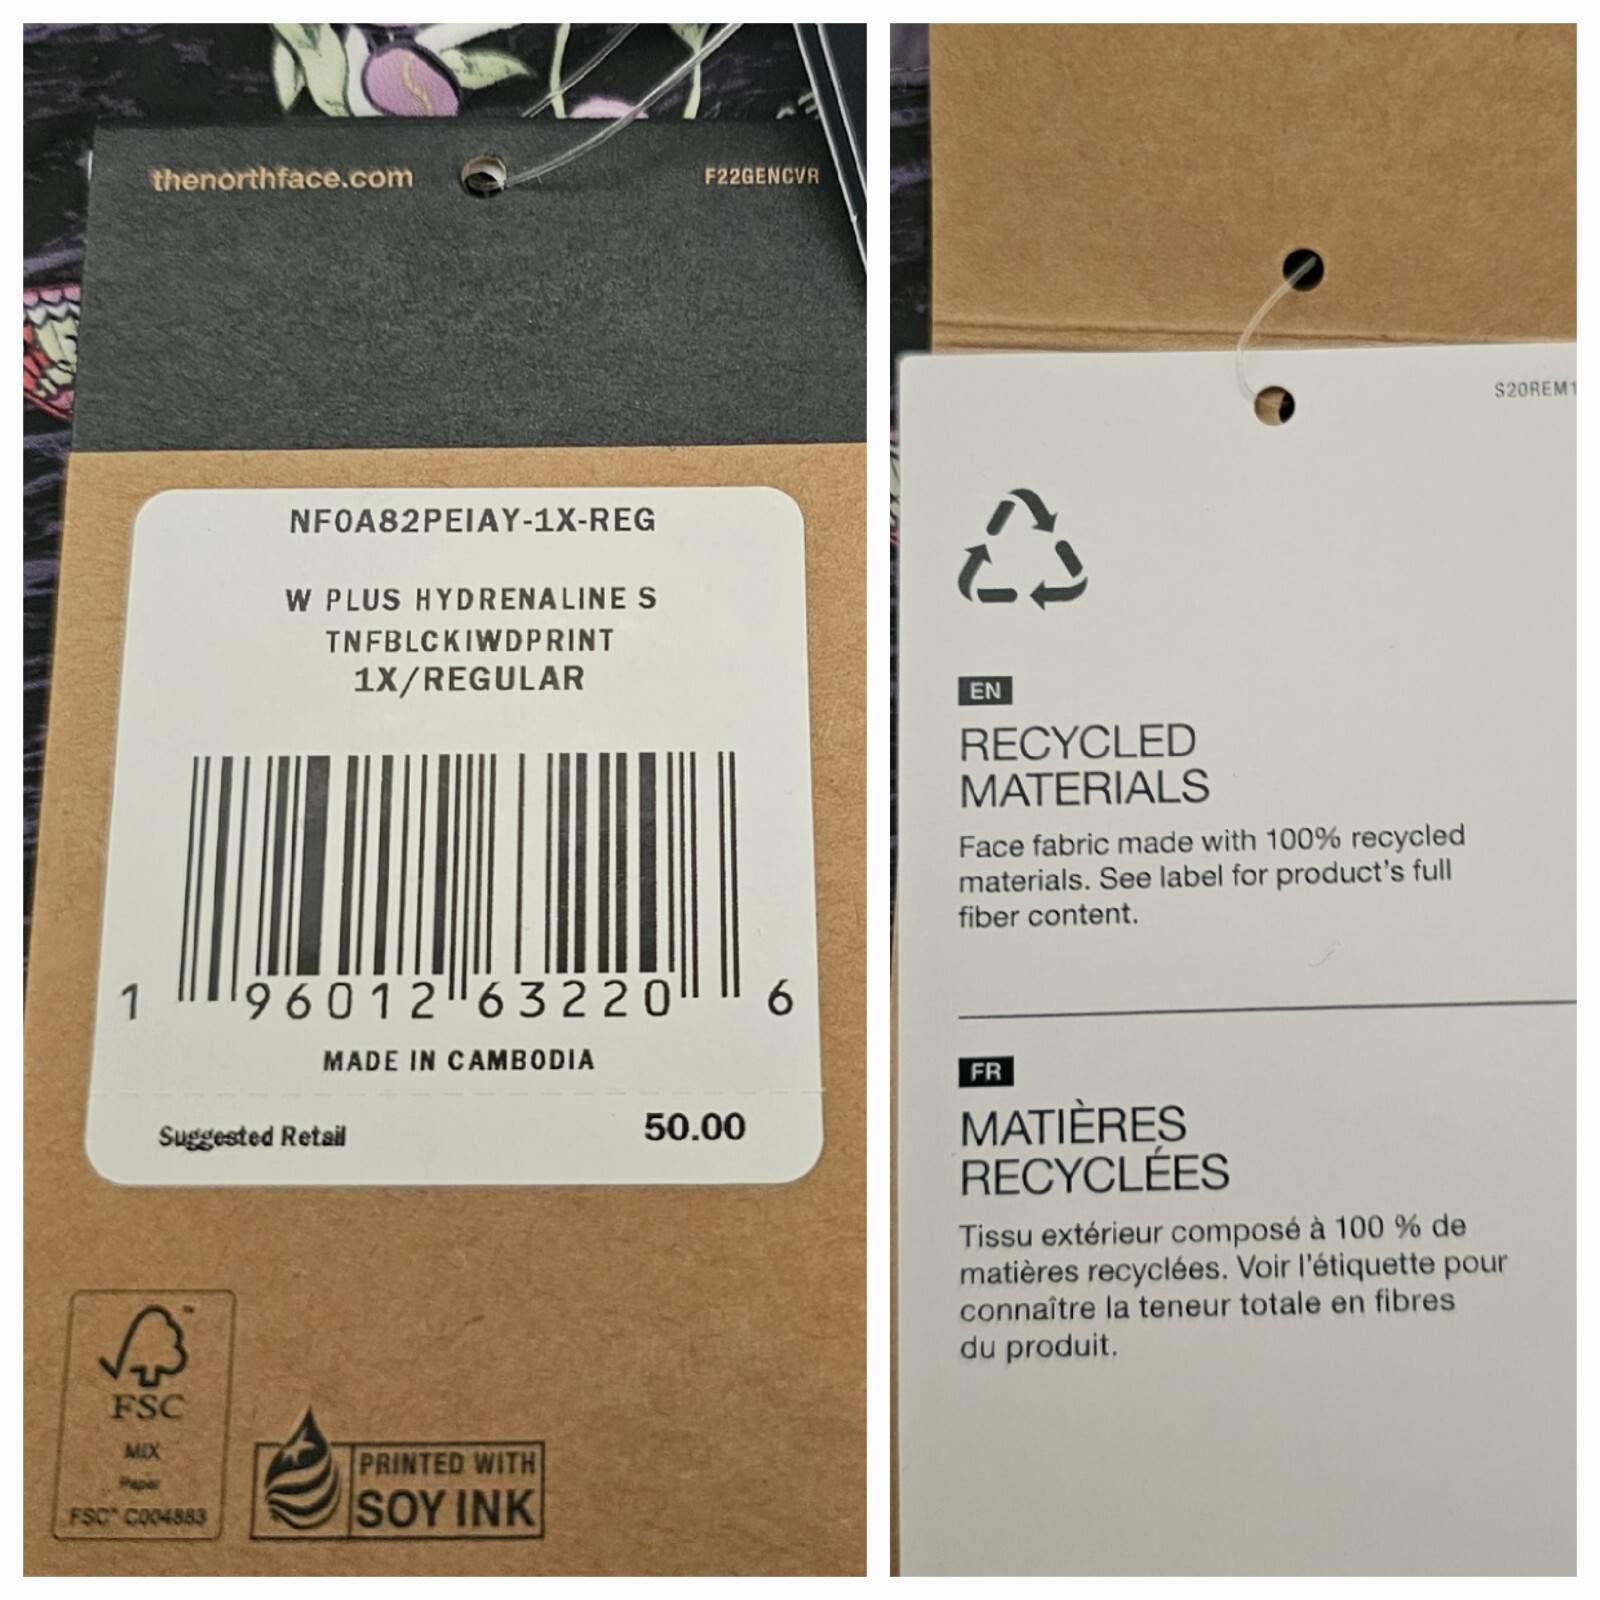 thenorthface.com
F22GENCVR
NF0A82PEIAY-1X-REG
W PLUS HYDRENALINE S
TNFBLCKIWDPRINT
1X/REGULAR
1 96012 63220 6
MADE IN CAMBODIA
Suggested Retail 50.00
FSC
MIX
Paper
FSC™ C004883
PRINTED WITH
SOY INK
S20REM1
EN
RECYCLED
MATERIALS
Face fabric made with 100% recycled
materials. See label for product's full
fiber content.
FR
MATIÈRES
RECYCLÉES
Tissu extérieur composé à 100 % de
matières recyclées. Voir l'étiquette pour
connaître la teneur totale en fibres
du produit.